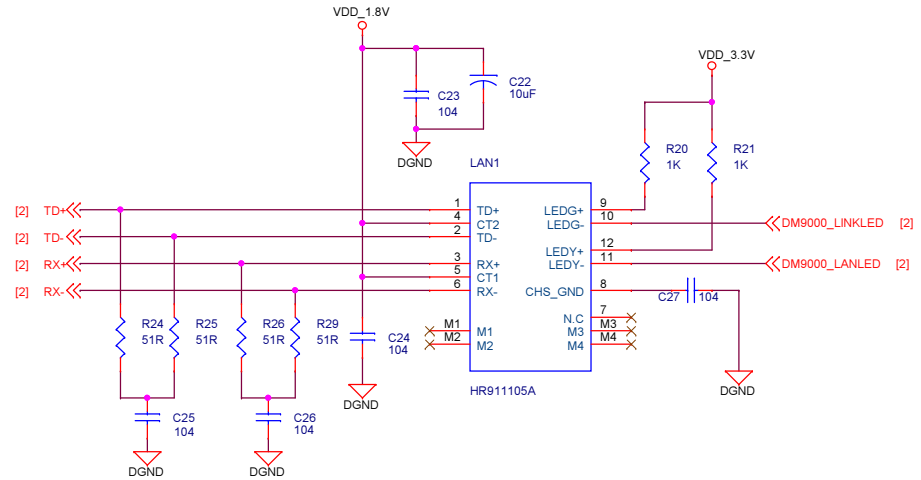 VDD_1.8V
VDD_3.3V
C23
104
C22
10uF
DGND
LAN1
R20
1K
R21
1K
[2] TD+
[2] TD-
[2] RX+
[2] RX-
1 TD+
4 CT2
2 TD-
3 RX+
5 CT1
6 RX-
M1 M1
M2 M2
LEDG+ 9
LEDG- 10
LEDY+ 12
LEDY- 11
CHS_GND 8
N.C 7
M3 M3
M4 M4
HR911105A
DM9000_LINKLED [2]
DM9000_LANLED [2]
C27 104
DGND
R24
51R
R25
51R
R26
51R
R29
51R
C24
104
DGND
C25
104
DGND
C26
104
DGND